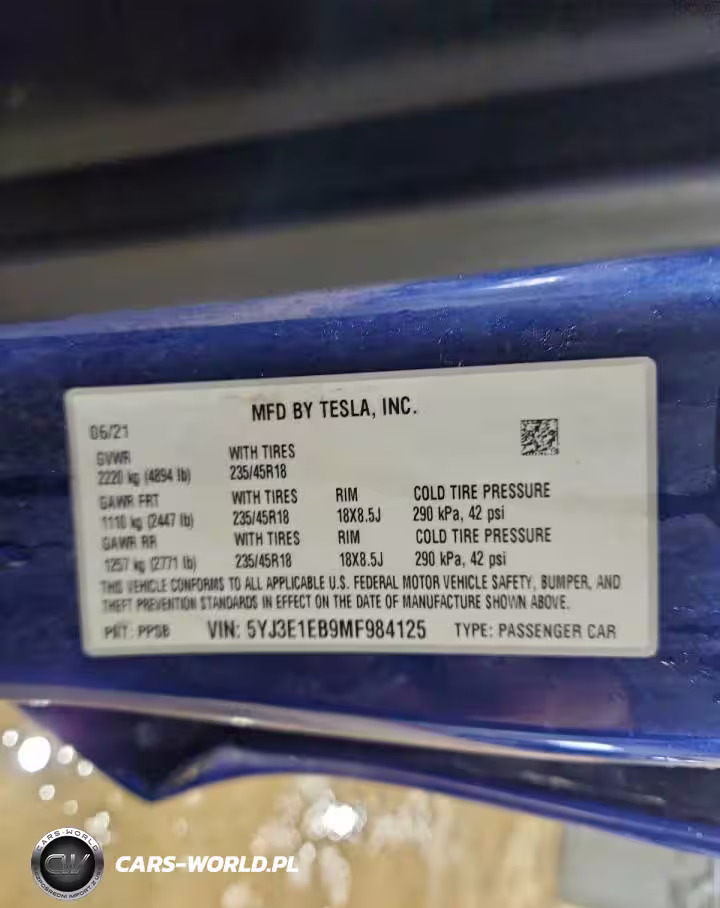 MFD BY TESLA, INC.
06/21
GVWR WITH TIRES
2220 kg (4894 lb) 235/45R18
GAWR FRT WITH TIRES RIM COLD TIRE PRESSURE
1110 kg (2447 lb) 235/45R18 18X8.5J 290 kPa, 42 psi
GAWR RR WITH TIRES RIM COLD TIRE PRESSURE
1257 kg (2771 lb) 235/45R18 18X8.5J 290 kPa, 42 psi
THIS VEHICLE CONFORMS TO ALL APPLICABLE U.S. FEDERAL MOTOR VEHICLE SAFETY, BUMPER, AND
THEFT PREVENTION STANDARDS IN EFFECT ON THE DATE OF MANUFACTURE SHOWN ABOVE.
PNT: PPSB VIN: 5YJ3E1EB9MF984125 TYPE: PASSENGER CAR
CARS-WORLD
CARS-WORLD.PL